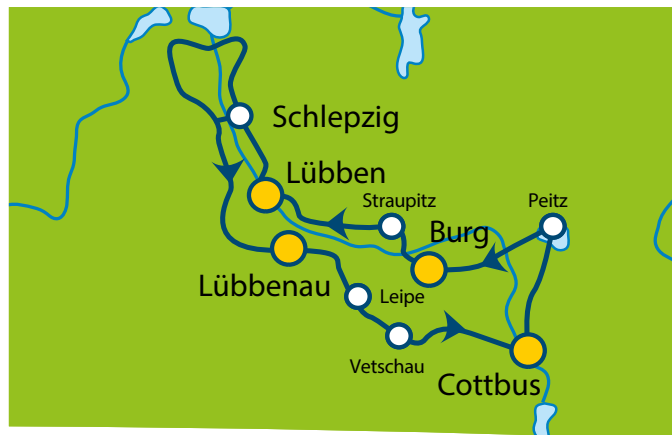 Schlepzig
Lübben
Straupitz
Peitz
Burg
Lübbenau
Leipe
Vetschau
Cottbus